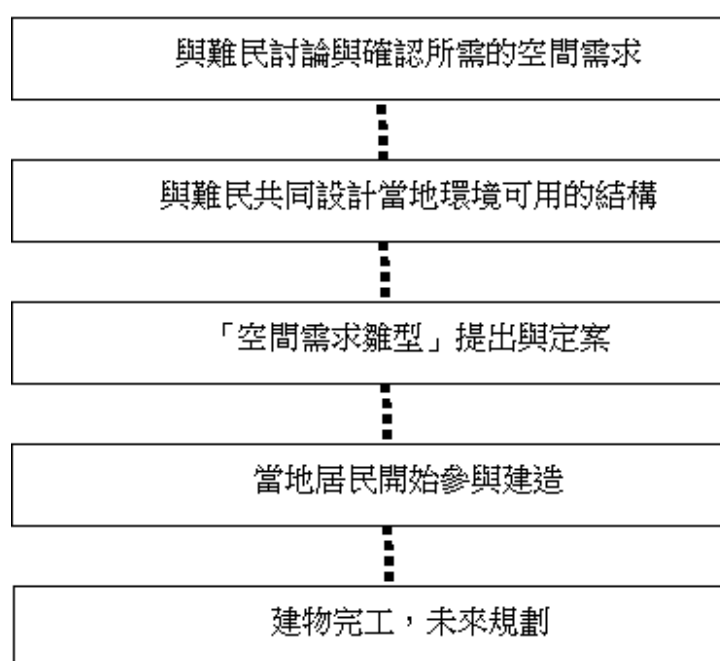 與難民討論與確認所需的空間需求
與難民共同設計當地環境可用的結構
「空間需求雛型」提出與定案
當地居民開始參與建造
建物完工，未來規劃